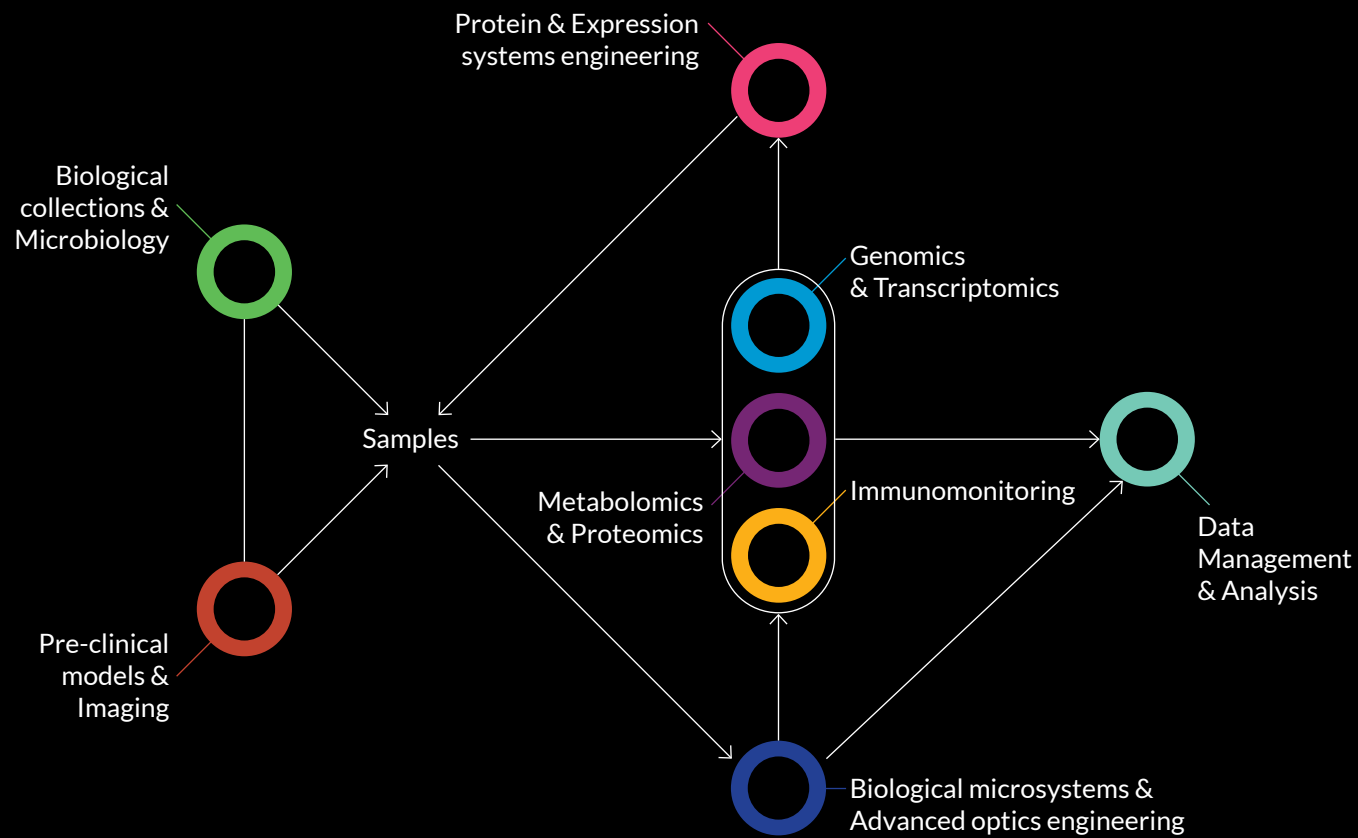 Protein & Expression
systems engineering
Biological
collections &
Microbiology
Genomics
& Transcriptomics
Samples
Metabolomics
& Proteomics
Immunomonitoring
Data
Management
& Analysis
Pre-clinical
models &
Imaging
Biological microsystems &
Advanced optics engineering